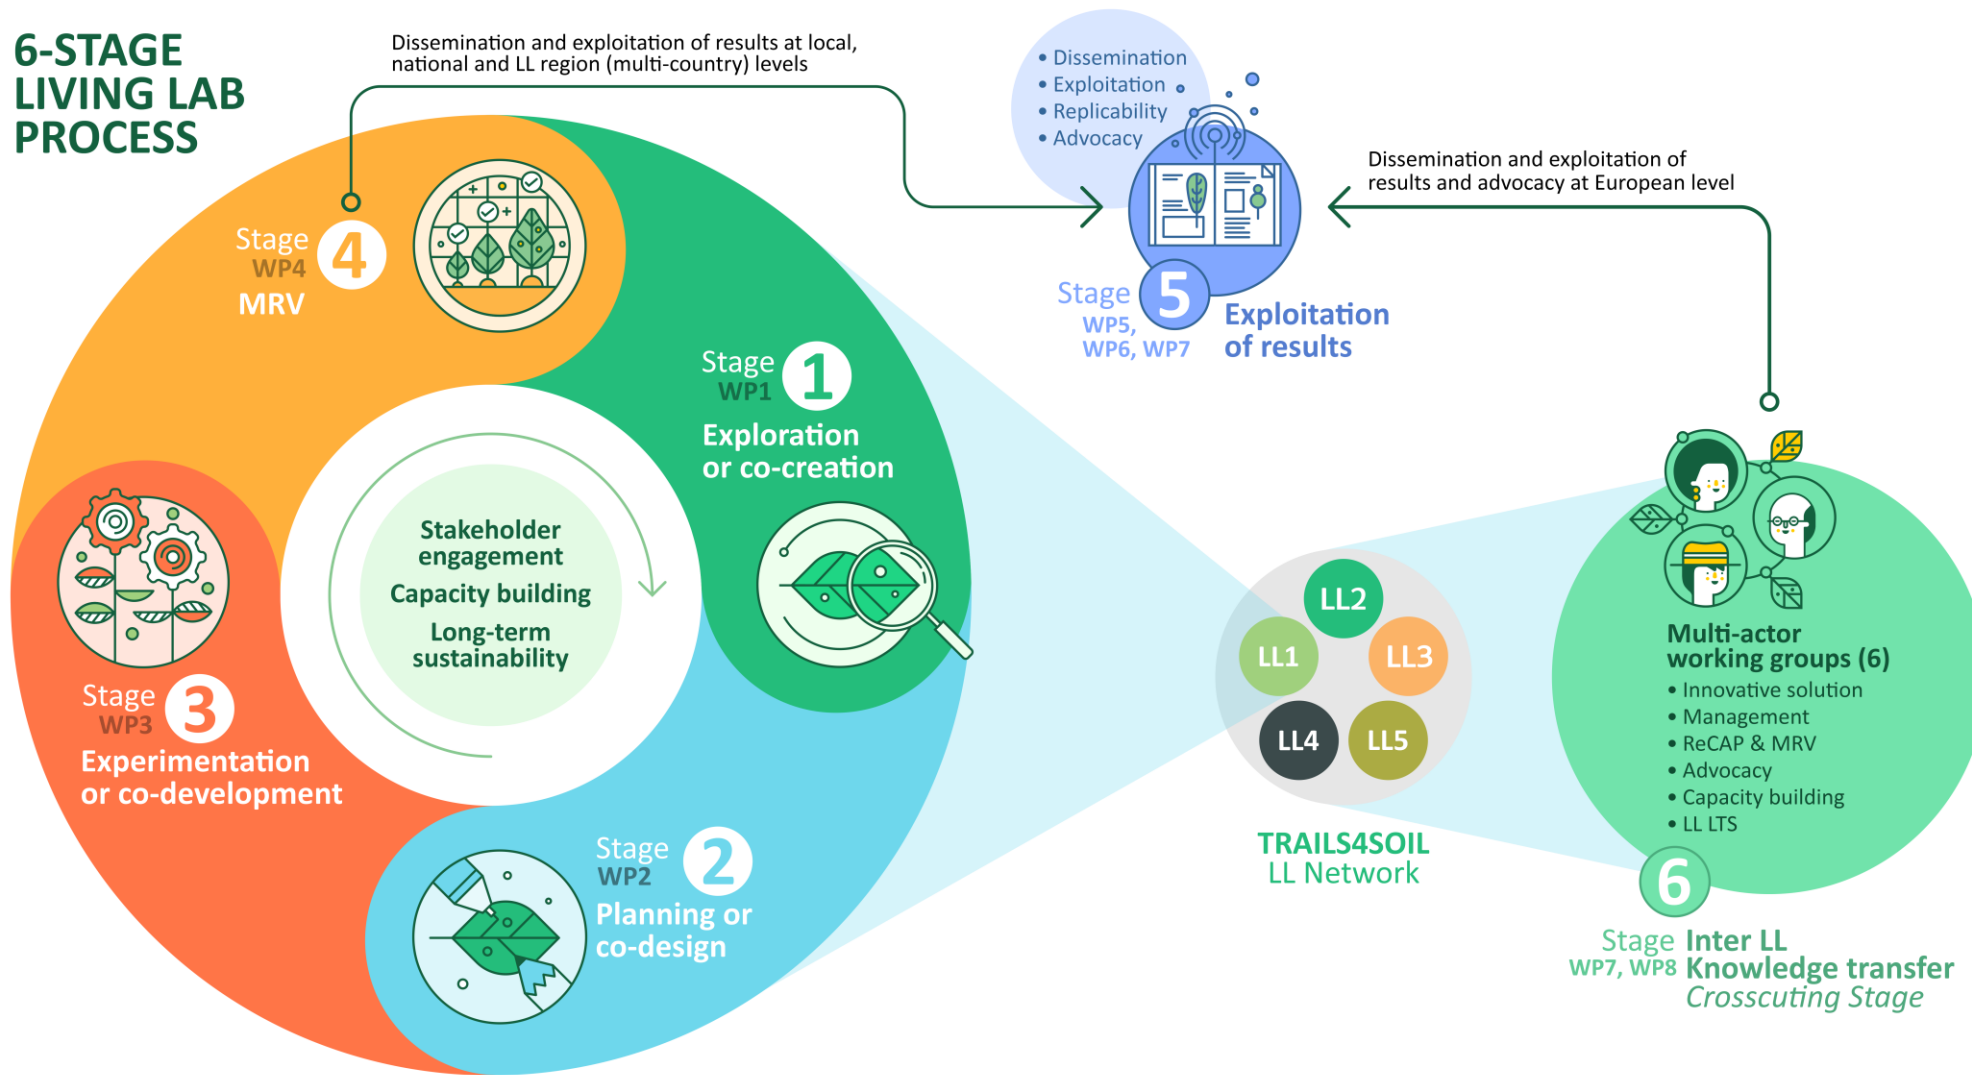 6-STAGE
LIVING LAB
PROCESS
Dissemination and exploitation of results at local,
national and LL region (multi-country) levels
• Dissemination
• Exploitation
• Replicability
• Advocacy
Dissemination and exploitation of
results and advocacy at European level
Stage 4
WP4
MRV
Stage 5
WP5,
WP6, WP7
Exploitation
of results
Stage 1
WP1
Exploration
or co-creation
Stakeholder
engagement
Capacity building
Long-term
sustainability
Stage 3
WP3
Experimentation
or co-development
Stage 2
WP2
Planning or
co-design
LL2
LL1
LL3
LL4
LL5
TRAILS4SOIL
LL Network
Multi-actor
working groups (6)
• Innovative solution
• Management
• ReCAP & MRV
• Advocacy
• Capacity building
• LL LTS
6
Stage
WP7, WP8
Inter LL
Knowledge transfer
Crosscuting Stage